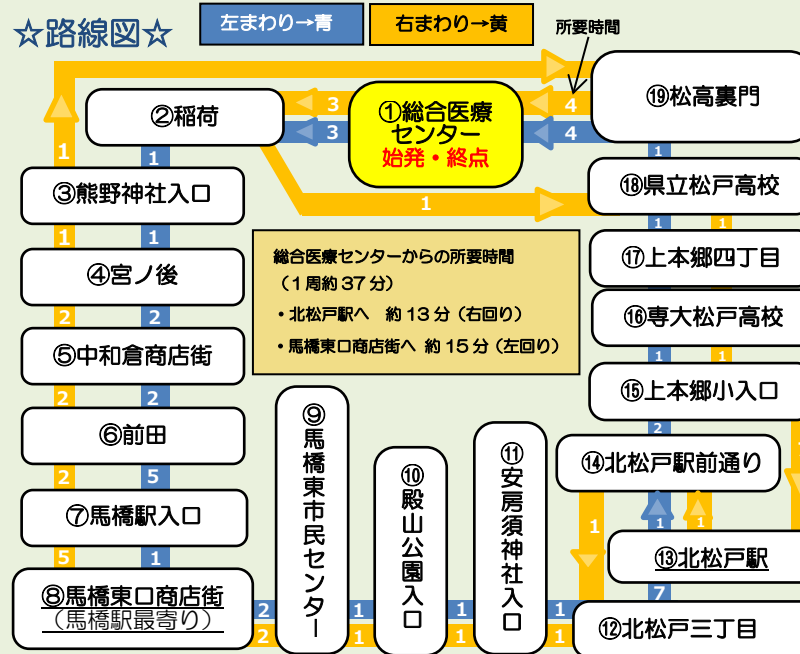 ☆路線図☆
左まわり→青
右まわり→黄
所要時間
①総合医療
センター
始発・終点
②稲荷
③熊野神社入口
④宮ノ後
⑤中和倉商店街
⑥前田
⑦馬橋駅入口
⑧馬橋東口商店街
（馬橋駅最寄り）
⑨馬橋東市民センター
⑩殿山公園入口
⑪安房須神社入口
⑫北松戸三丁目
⑬北松戸駅
⑭北松戸駅前通り
⑮上本郷小入口
⑯専大松戸高校
⑰上本郷四丁目
⑱県立松戸高校
⑲松高裏門
総合医療センターからの所要時間
（１周約37分）
・北松戸駅へ　約13分（右回り）
・馬橋東口商店街へ 約15分（左回り）
3
4
3
4
1
1
1
1
1
2
2
2
2
2
5
5
1
2
1
1
1
2
1
1
1
7
1
1
1
2
1
1
1
1
1